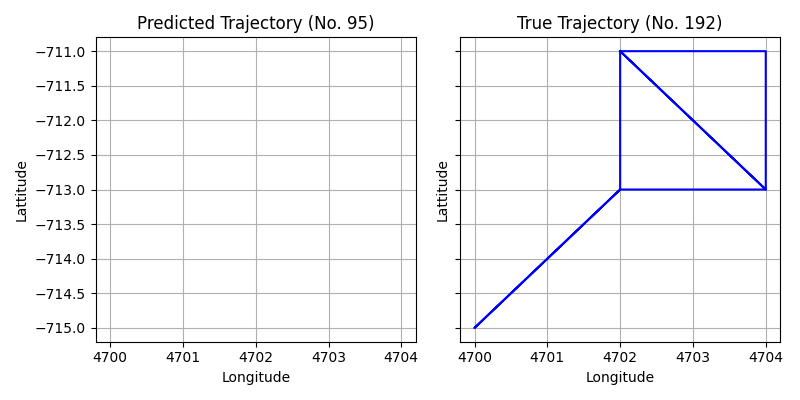 Predicted Trajectory (No. 95)
−711.0
−711.5
−712.0
−712.5
−713.0
−713.5
−714.0
−714.5
−715.0
Lattitude
4700 4701 4702 4703 4704
Longitude
True Trajectory (No. 192)
Lattitude
4700 4701 4702 4703 4704
Longitude